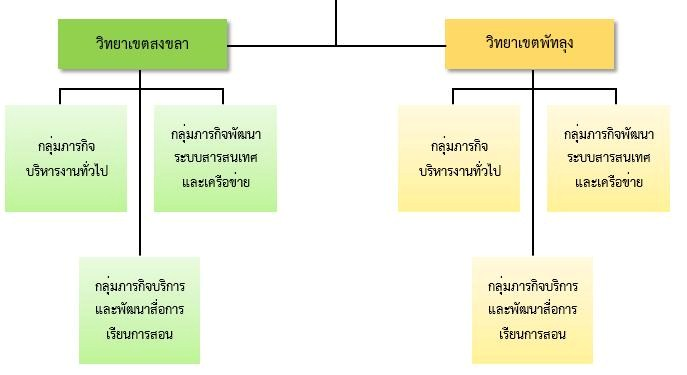 วิทยาเขตสงขลา
วิทยาเขตพัทลุง
กลุ่มภารกิจ
บริหารงานทั่วไป
กลุ่มภารกิจพัฒนา
ระบบสารสนเทศ
และเครือข่าย
กลุ่มภารกิจ
บริหารงานทั่วไป
กลุ่มภารกิจพัฒนา
ระบบสารสนเทศ
และเครือข่าย
กลุ่มภารกิจบริการ
และพัฒนาสื่อการ
เรียนการสอน
กลุ่มภารกิจบริการ
และพัฒนาสื่อการ
เรียนการสอน